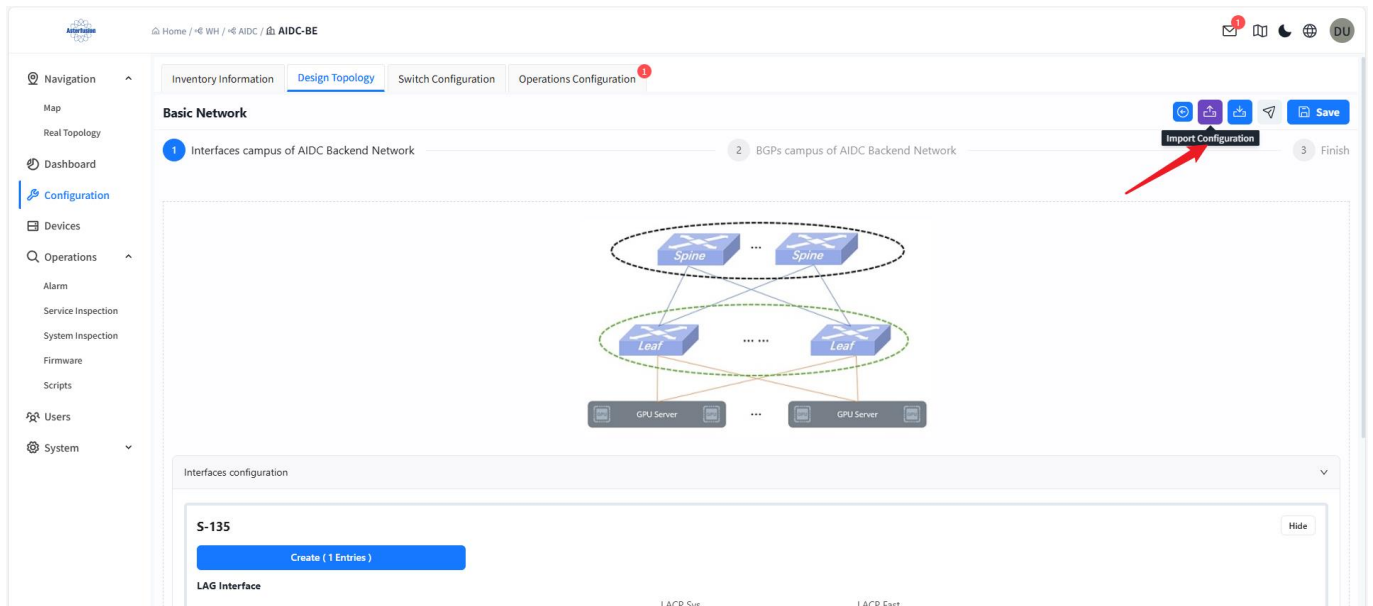 Asterfusion
Home / WH / AIDC / AIDC-BE
1
DU
Navigation
Map
Real Topology
Dashboard
Configuration
Devices
Operations
Alarm
Service Inspection
System Inspection
Firmware
Scripts
Users
System
Inventory Information Design Topology Switch Configuration Operations Configuration 1
Basic Network
Save
Import Configuration
1 Interfaces campus of AIDC Backend Network 2 BGPs campus of AIDC Backend Network 3 Finish
Spine ... Spine
Leaf ... ... Leaf
GPU Server ... GPU Server
Interfaces configuration
S-135
Hide
Create ( 1 Entries )
LAG Interface
LACP Sys LACP Fast